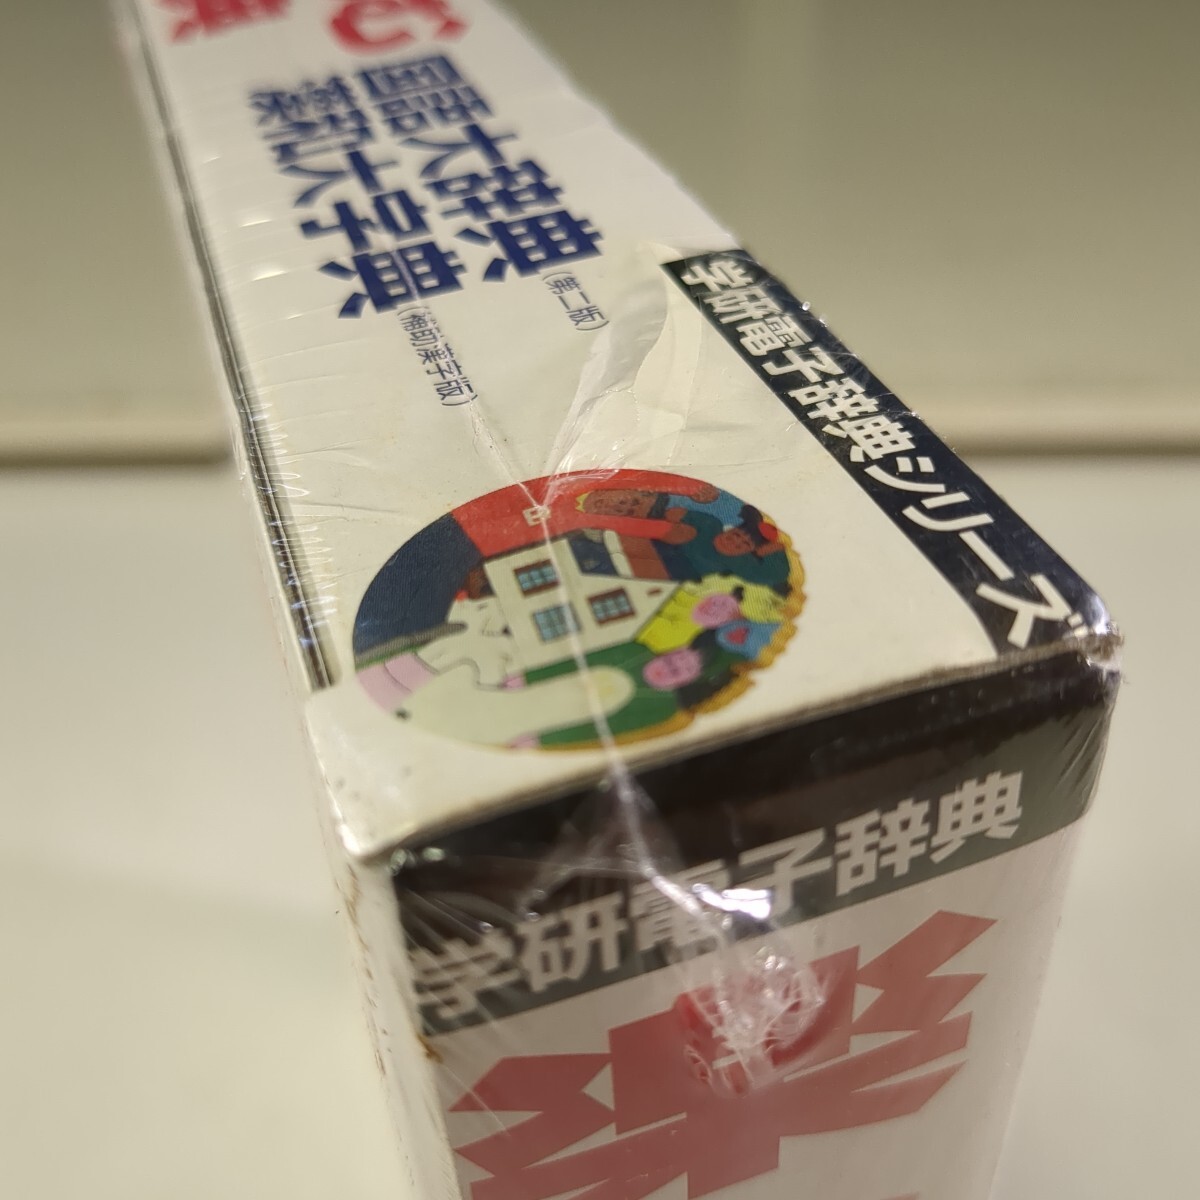 学研電子辞典シリーズ
国語大辞典
(第二版)
漢和大字典
(補助漢字版)
学研電子辞典